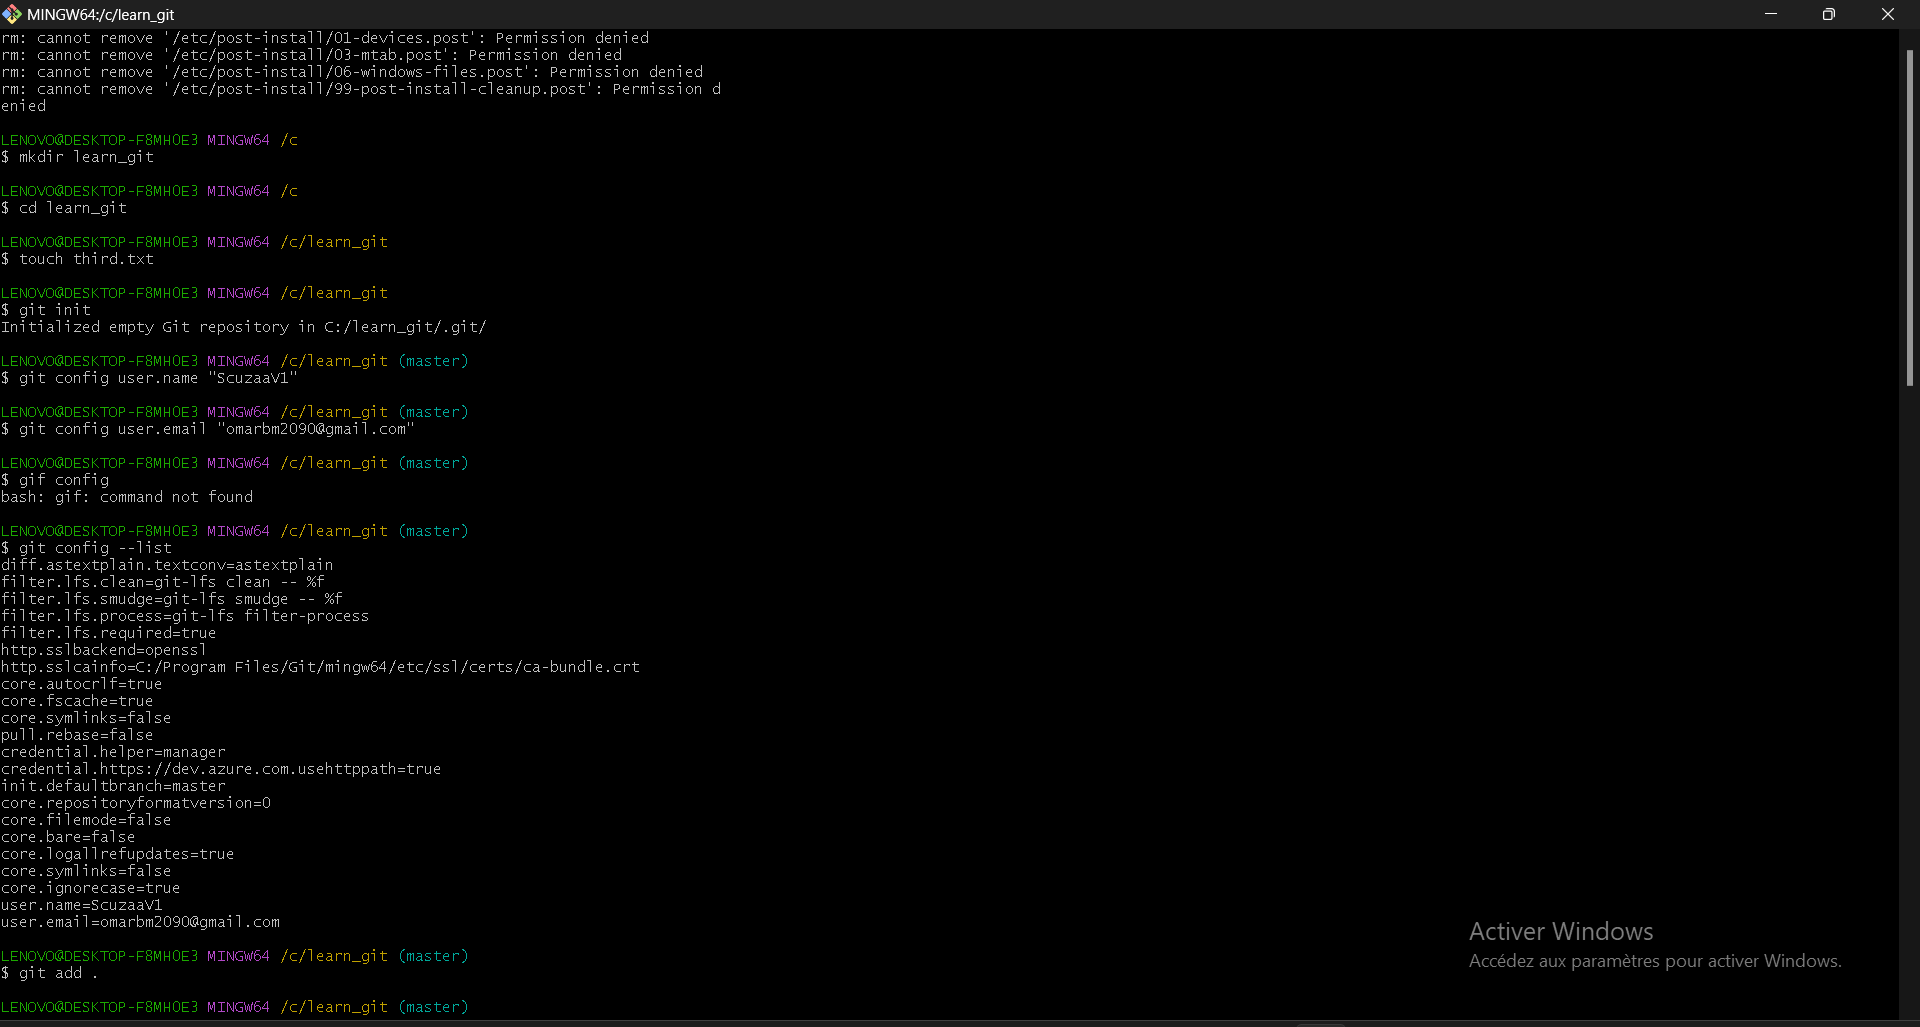 MINGW64:/c/learn_git
rm: cannot remove '/etc/post-install/01-devices.post': Permission denied
rm: cannot remove '/etc/post-install/03-mtab.post': Permission denied
rm: cannot remove '/etc/post-install/06-windows-files.post': Permission denied
rm: cannot remove '/etc/post-install/99-post-install-cleanup.post': Permission d
enied
LENOVO@DESKTOP-F8MHOE3 MINGW64 /c
$ mkdir learn_git
LENOVO@DESKTOP-F8MHOE3 MINGW64 /c
$ cd learn_git
LENOVO@DESKTOP-F8MHOE3 MINGW64 /c/learn_git
$ touch third.txt
LENOVO@DESKTOP-F8MHOE3 MINGW64 /c/learn_git
$ git init
Initialized empty Git repository in C:/learn_git/.git/
LENOVO@DESKTOP-F8MHOE3 MINGW64 /c/learn_git (master)
$ git config user.name "ScuzaaV1"
LENOVO@DESKTOP-F8MHOE3 MINGW64 /c/learn_git (master)
$ git config user.email "omarbm2090@gmail.com"
LENOVO@DESKTOP-F8MHOE3 MINGW64 /c/learn_git (master)
$ gif config
bash: gif: command not found
LENOVO@DESKTOP-F8MHOE3 MINGW64 /c/learn_git (master)
$ git config --list
diff.astextplain.textconv=astextplain
filter.lfs.clean=git-lfs clean -- %f
filter.lfs.smudge=git-lfs smudge -- %f
filter.lfs.process=git-lfs filter-process
filter.lfs.required=true
http.sslbackend=openssl
http.sslcainfo=C:/Program Files/Git/mingw64/etc/ssl/certs/ca-bundle.crt
core.autocrlf=true
core.fscache=true
core.symlinks=false
pull.rebase=false
credential.helper=manager
credential.https://dev.azure.com.usehttppath=true
init.defaultbranch=master
core.repositoryformatversion=0
core.filemode=false
core.bare=false
core.logallrefupdates=true
core.symlinks=false
core.ignorecase=true
user.name=ScuzaaV1
user.email=omarbm2090@gmail.com
LENOVO@DESKTOP-F8MHOE3 MINGW64 /c/learn_git (master)
$ git add .
LENOVO@DESKTOP-F8MHOE3 MINGW64 /c/learn_git (master)
Activer Windows
Accédez aux paramètres pour activer Windows.